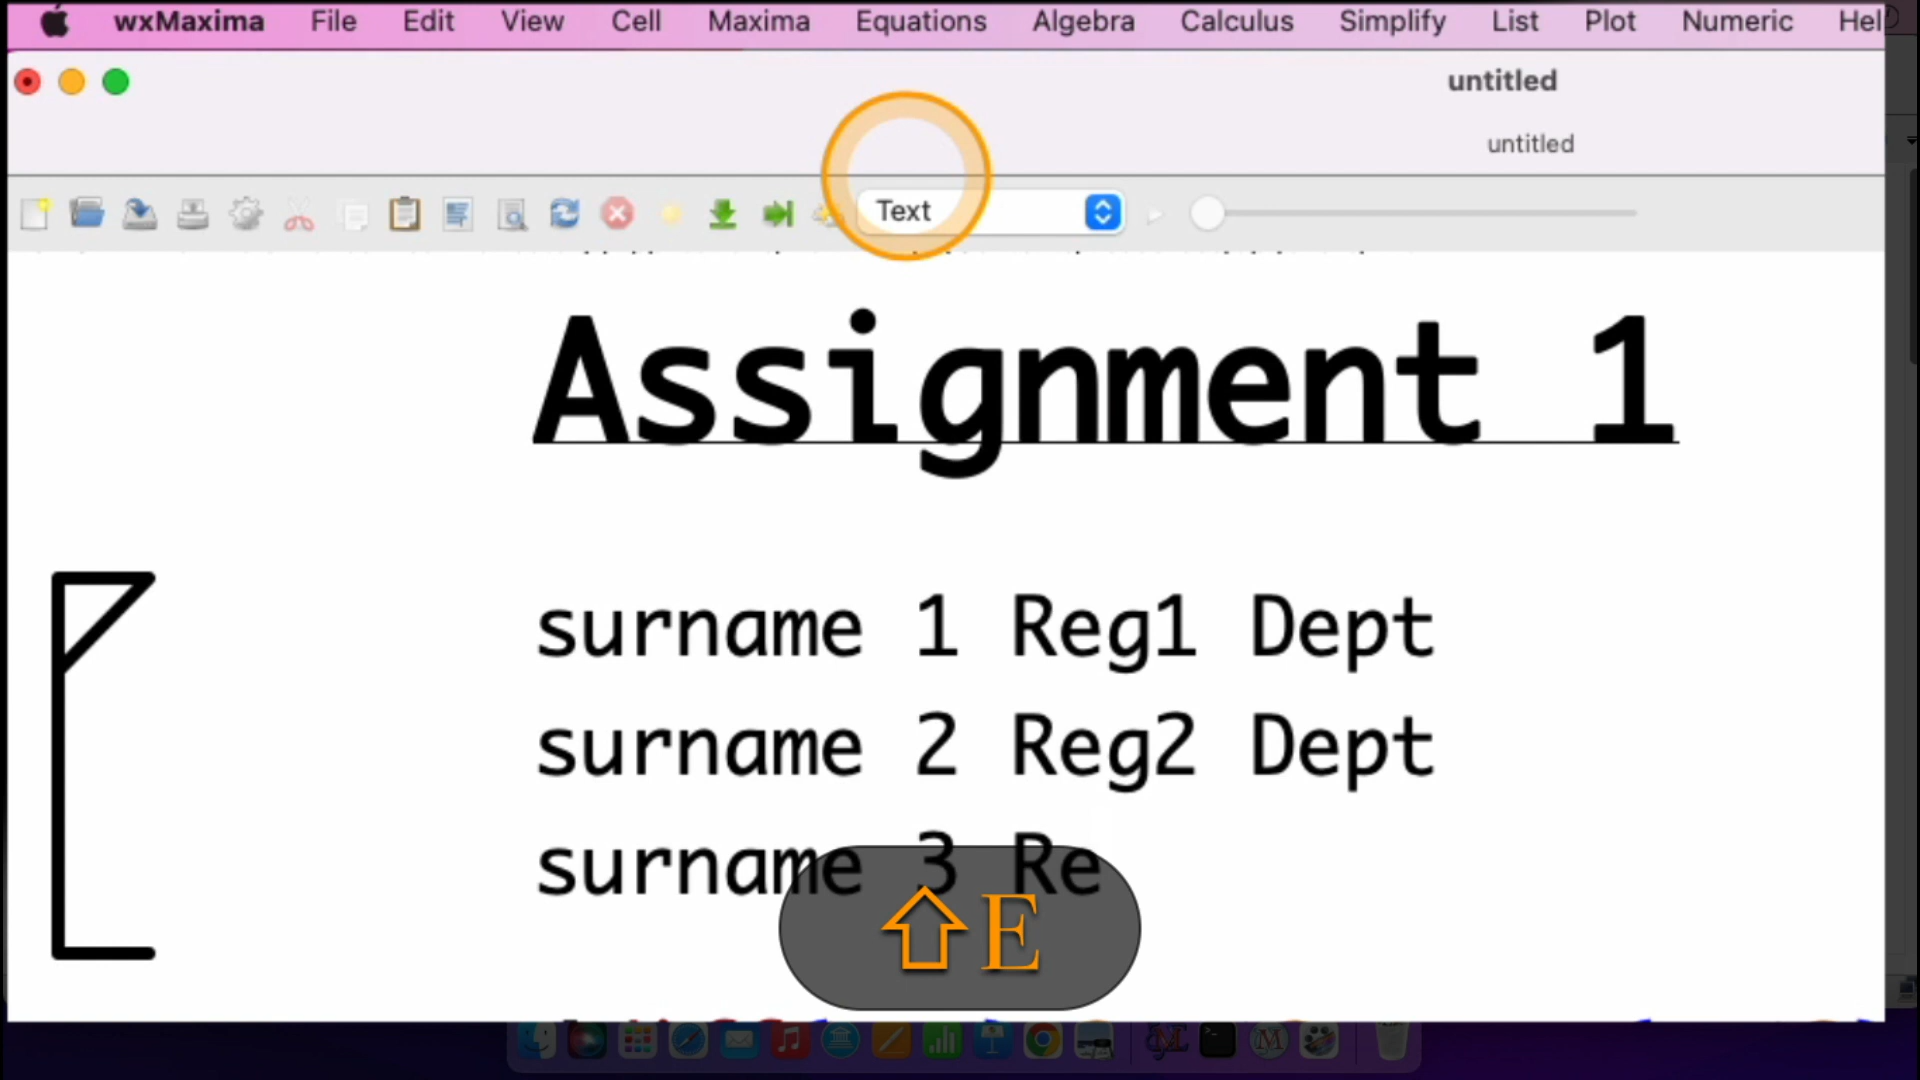 wxMaxima File Edit View Cell Maxima Equations Algebra Calculus Simplify List Plot Numeric Hel
untitled
untitled
Text
Assignment 1
surname 1 Reg1 Dept
surname 2 Reg2 Dept
surname 3 Re
⇧E